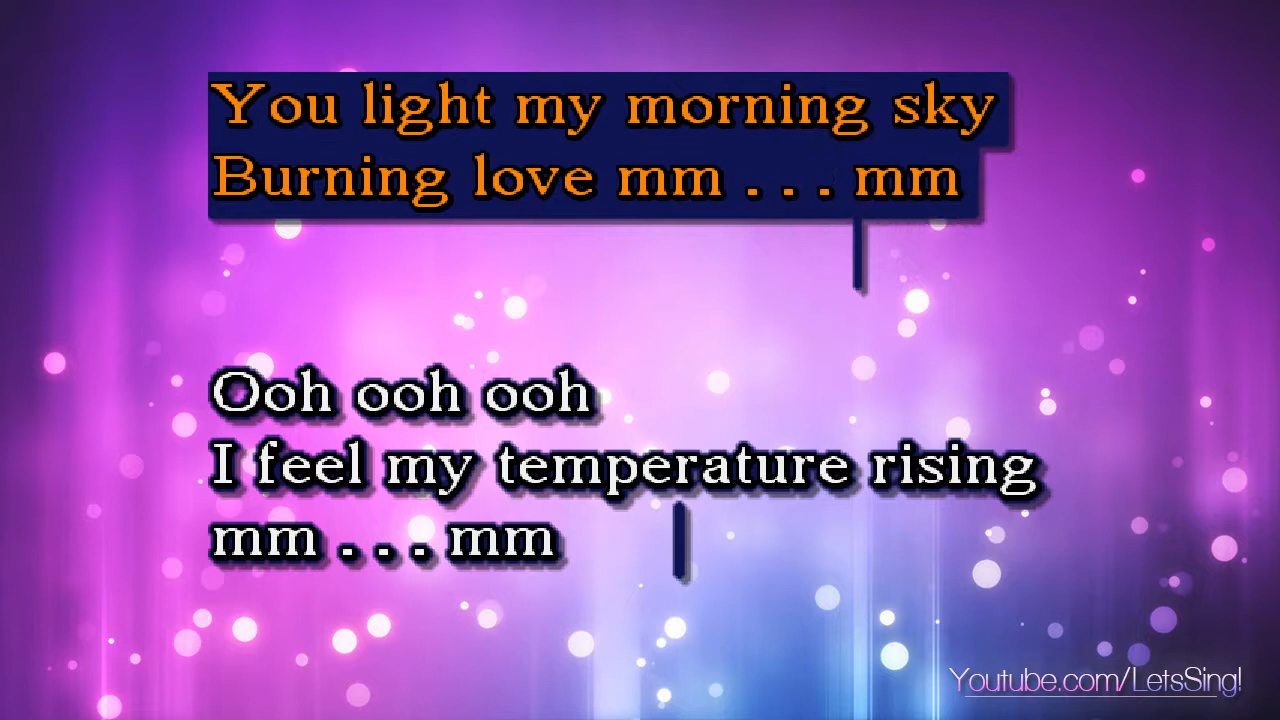 You light my morning sky
Burning love mm . . . mm
Ooh ooh ooh
I feel my temperature rising
mm . . . mm
Youtube.com/LetsSing!